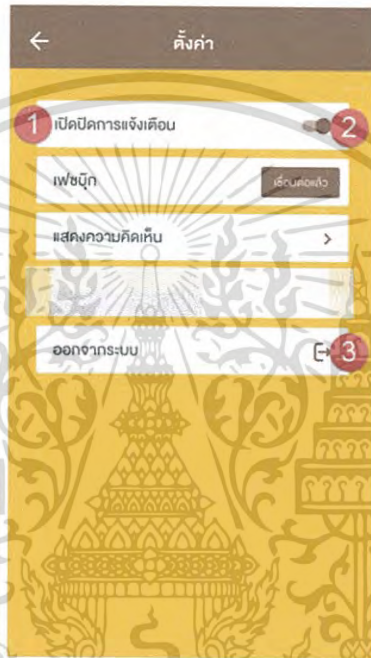 ตั้งค่า
1 เปิดปิดการแจ้งเตือน 2
เฟซบุ๊ก เชื่อมต่อแล้ว
แสดงความคิดเห็น
ออกจากระบบ 3